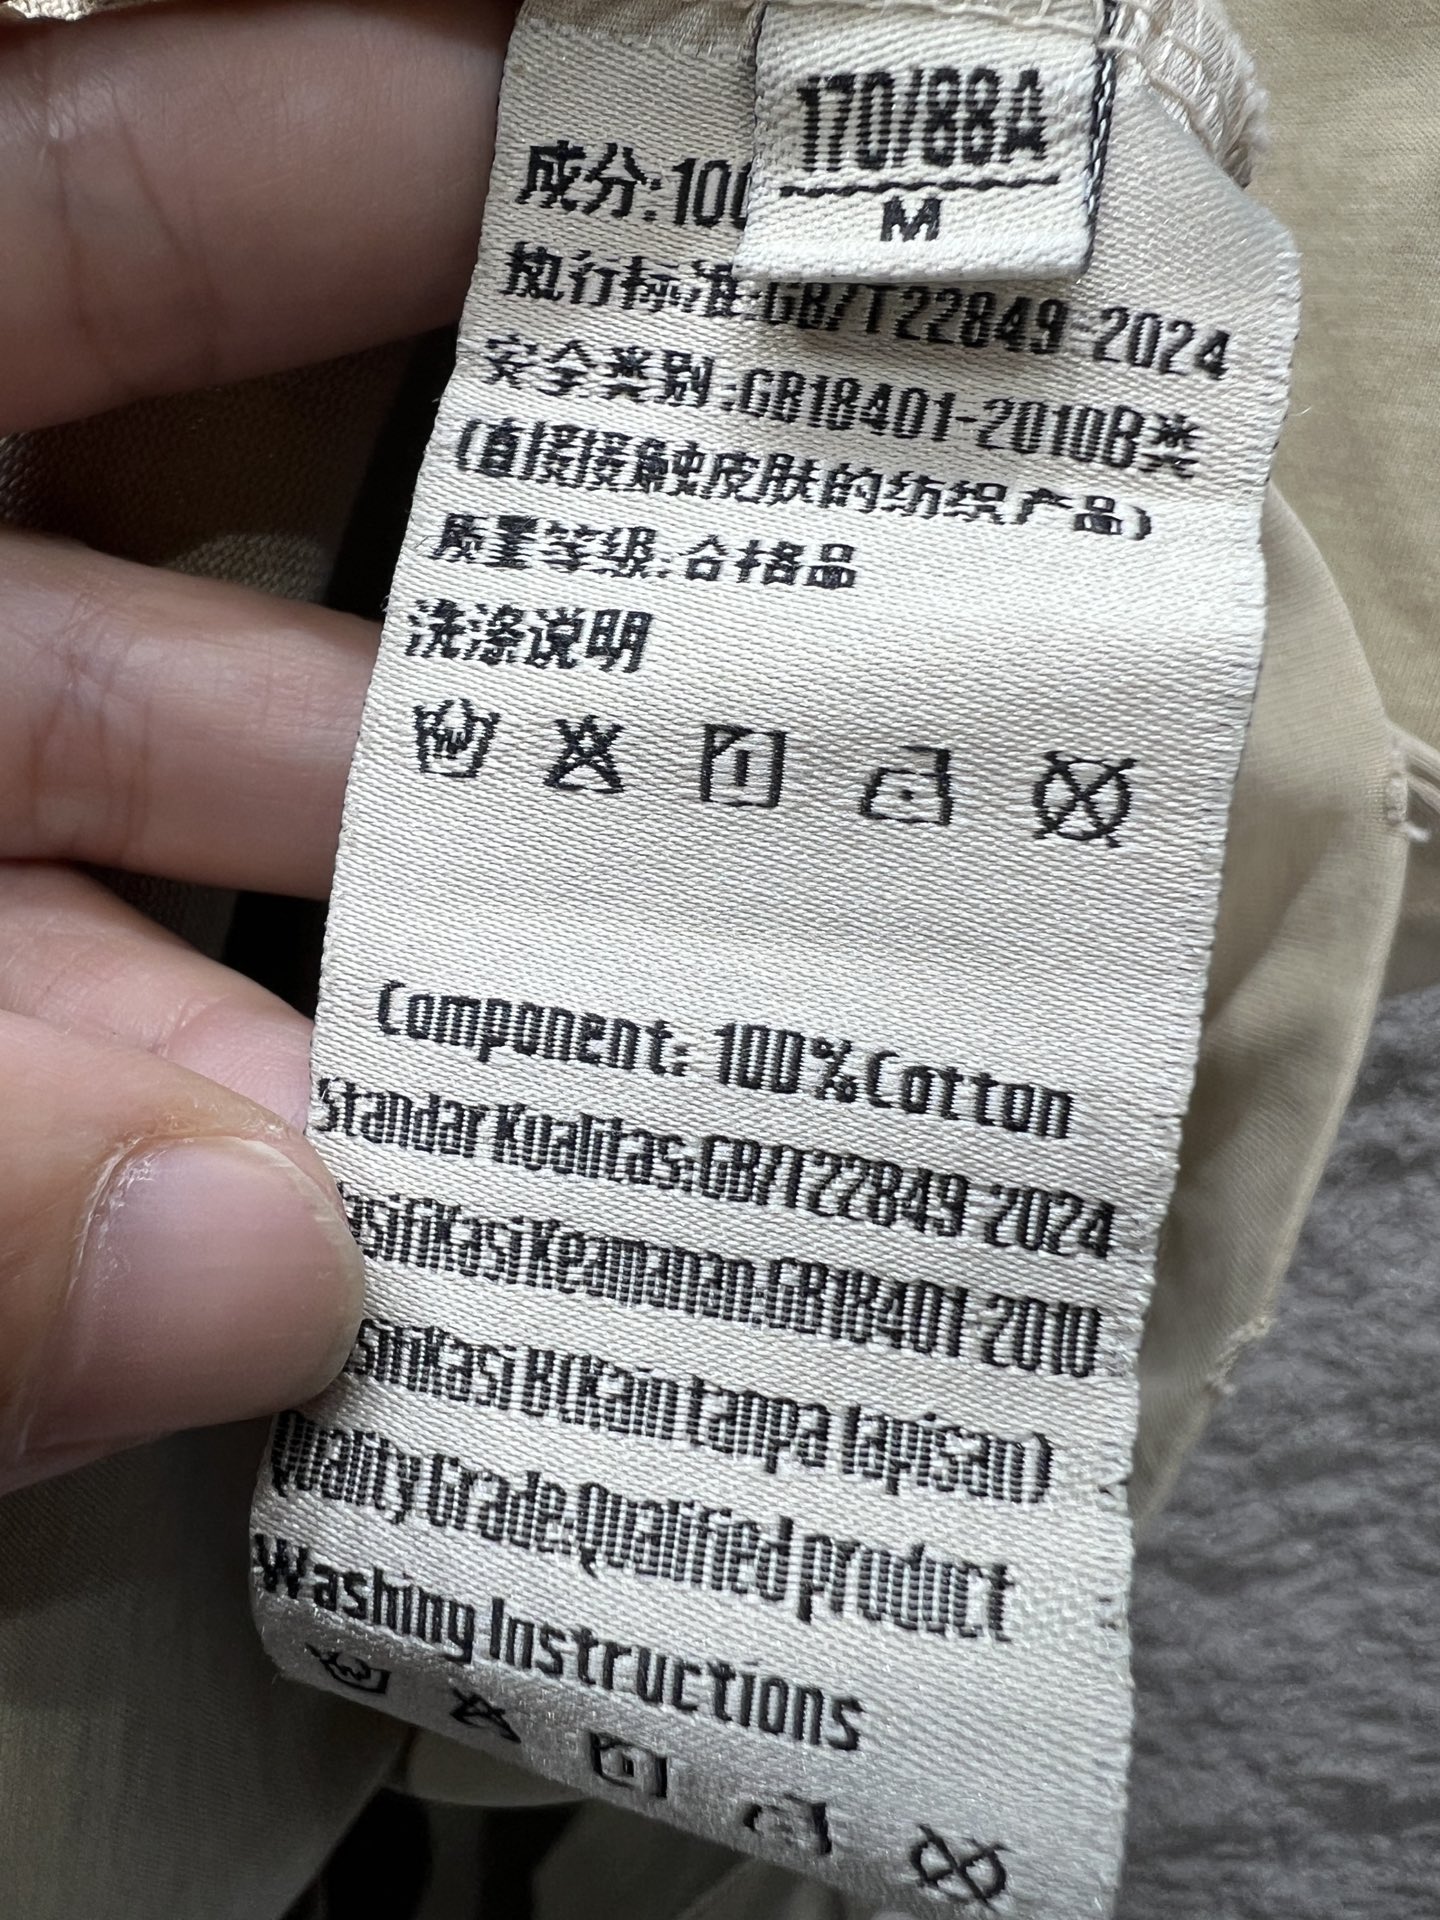 170/88A
M
成分:100
执行标准:GB/T22849-2024
安全类别:GB18401-2010B类
(直接接触皮肤的纺织产品)
质量等级:合格品
洗涤说明
Component: 100%Cotton
Standar Kualitas:GB/T22849-2024
asifikasi Keamanan:GB18401-2010
sifikasi B(Kain tanpa lapisan)
Quality Grade:Qualified product
Washing Instructions